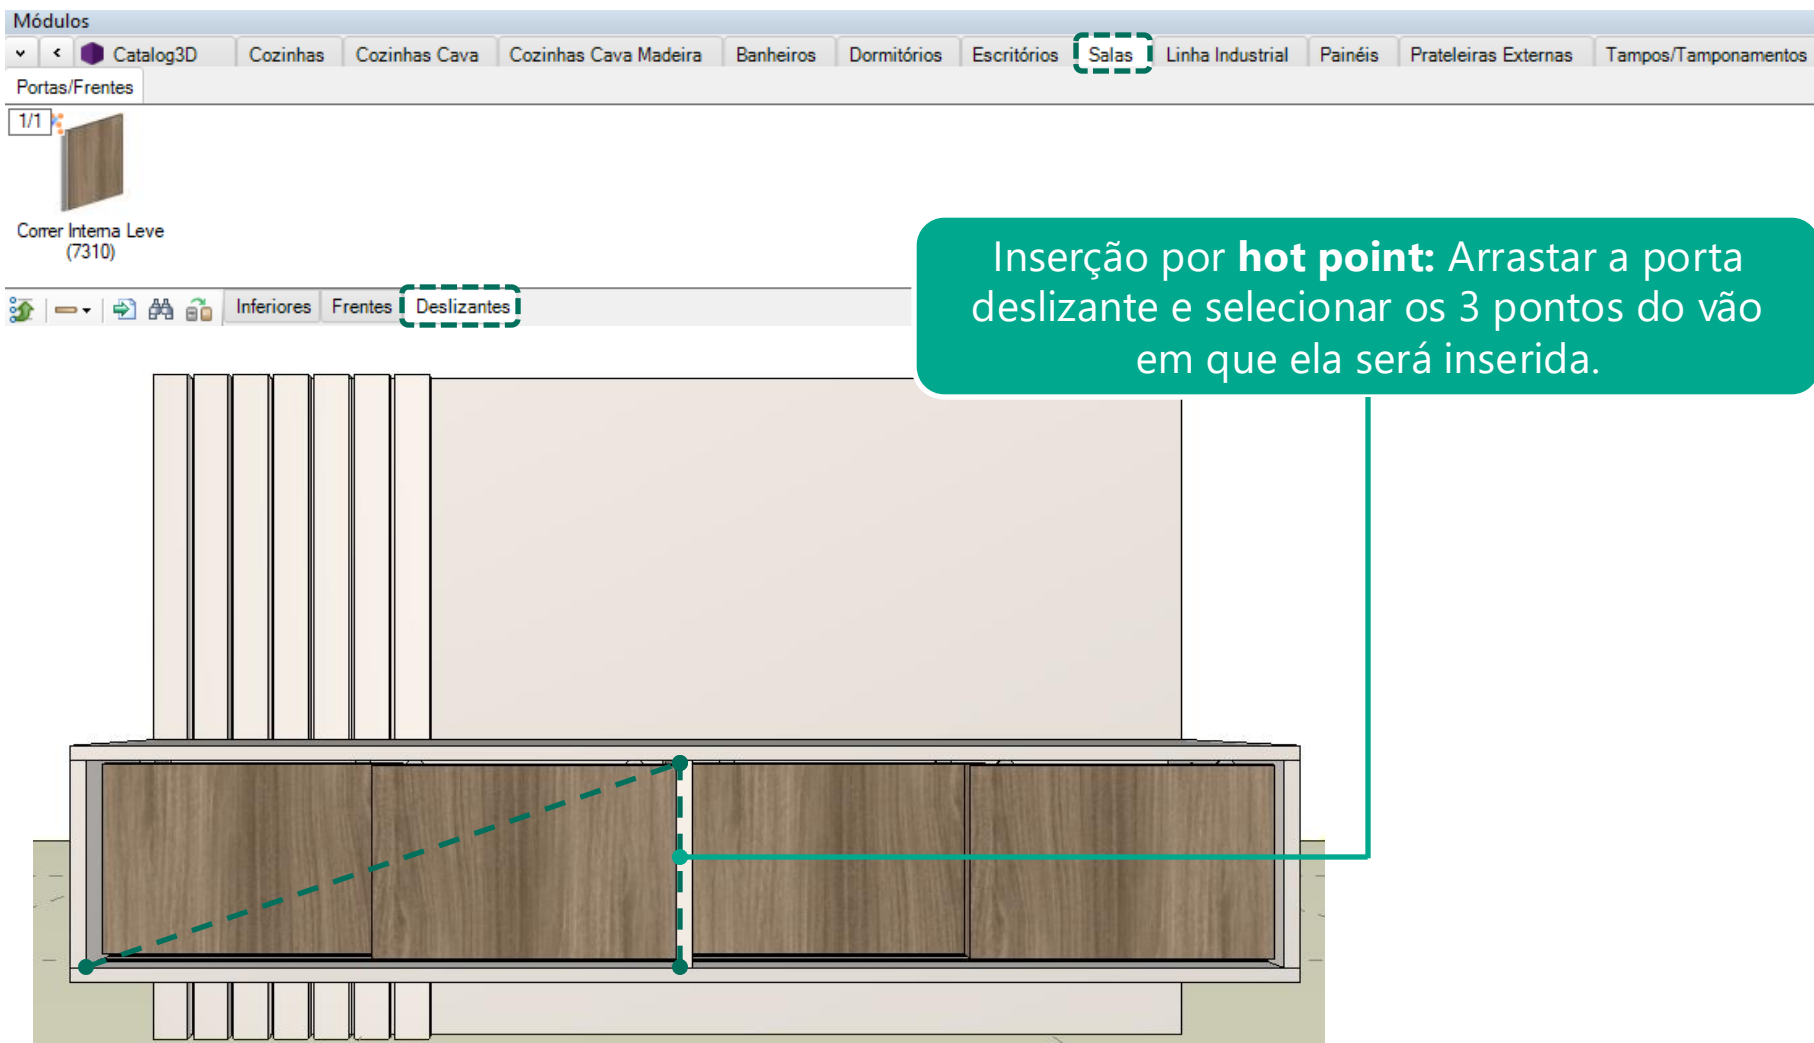 Módulos
Catalog3D Cozinhas Cozinhas Cava Cozinhas Cava Madeira Banheiros Dormitórios Escritórios Salas Linha Industrial Painéis Prateleiras Externas Tampos/Tamponamentos
Portas/Frentes
1/1
Correr Interna Leve
(7310)
Inferiores Frentes Deslizantes
Inserção por hot point: Arrastar a porta
deslizante e selecionar os 3 pontos do vão
em que ela será inserida.